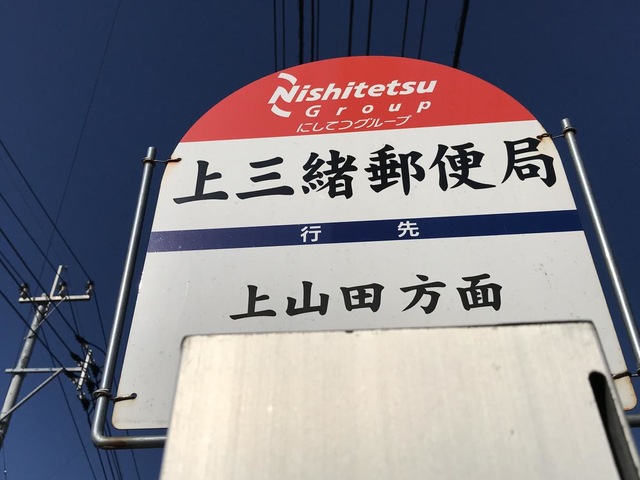 Nishitetsu
Group
にしてつグループ
上三緒郵便局
行先
上山田方面